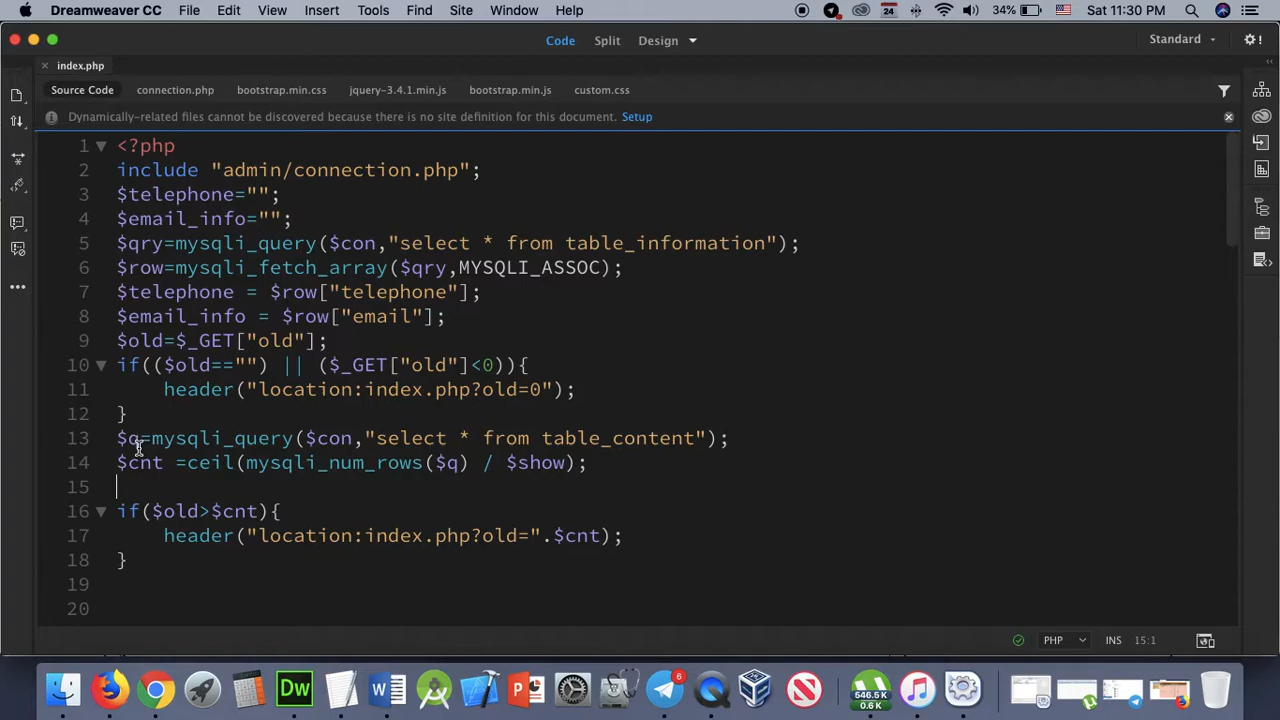 Dreamweaver CC File Edit View Insert Tools Find Site Window Help 24 34% Sat 11:30 PM
Code Split Design Standard
index.php
Source Code connection.php bootstrap.min.css jquery-3.4.1.min.js bootstrap.min.js custom.css
Dynamically-related files cannot be discovered because there is no site definition for this document. Setup
1 <?php
2 include "admin/connection.php";
3 $telephone="";
4 $email_info="";
5 $qry=mysqli_query($con,"select * from table_information");
6 $row=mysqli_fetch_array($qry,MYSQLI_ASSOC);
7 $telephone = $row["telephone"];
8 $email_info = $row["email"];
9 $old=$_GET["old"];
10 if(($old=="") || ($_GET["old"]<0)){
11 header("location:index.php?old=0");
12 }
13 $q=mysqli_query($con,"select * from table_content");
14 $cnt =ceil(mysqli_num_rows($q) / $show);
15
16 if($old>$cnt){
17 header("location:index.php?old=".$cnt);
18 }
19
20
PHP INS 15:1
Dw W P 6 546.5 K 0.6 K